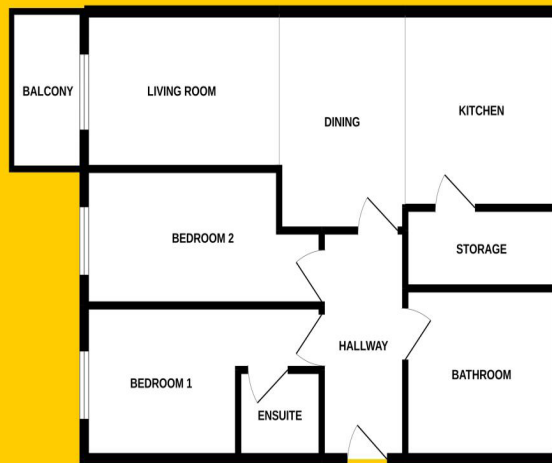 BALCONY
LIVING ROOM
DINING
KITCHEN
BEDROOM 2
STORAGE
HALLWAY
BEDROOM 1
BATHROOM
ENSUITE